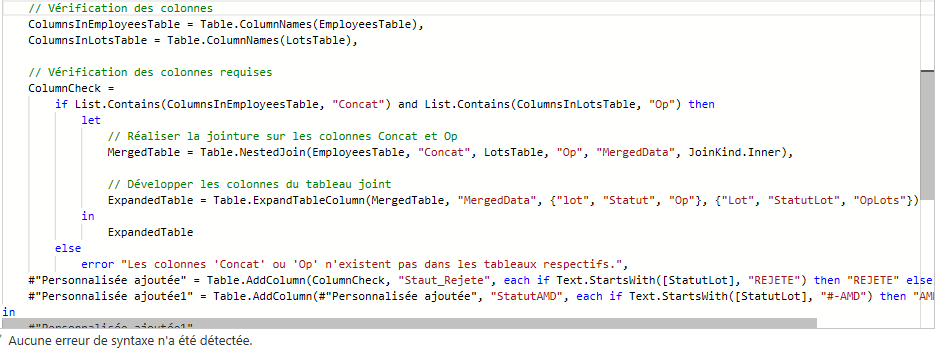 // Vérification des colonnes
ColumnsInEmployeesTable = Table.ColumnNames(EmployeesTable),
ColumnsInLotsTable = Table.ColumnNames(LotsTable),
// Vérification des colonnes requises
ColumnCheck =
if List.Contains(ColumnsInEmployeesTable, "Concat") and List.Contains(ColumnsInLotsTable, "Op") then
let
// Réaliser la jointure sur les colonnes Concat et Op
MergedTable = Table.NestedJoin(EmployeesTable, "Concat", LotsTable, "Op", "MergedData", JoinKind.Inner),
// Développer les colonnes du tableau joint
ExpandedTable = Table.ExpandTableColumn(MergedTable, "MergedData", {"lot", "Statut", "Op"}, {"Lot", "StatutLot", "OpLots"})
in
ExpandedTable
else
error "Les colonnes 'Concat' ou 'Op' n'existent pas dans les tableaux respectifs.",
#"Personnalisée ajoutée" = Table.AddColumn(ColumnCheck, "Staut_Rejete", each if Text.StartsWith([StatutLot], "REJETE") then "REJETE" else
#"Personnalisée ajoutée1" = Table.AddColumn(#"Personnalisée ajoutée", "StatutAMD", each if Text.StartsWith([StatutLot], "#-AMD") then "AM
in
#"Personnalisée ajoutée1"
Aucune erreur de syntaxe n'a été détectée.